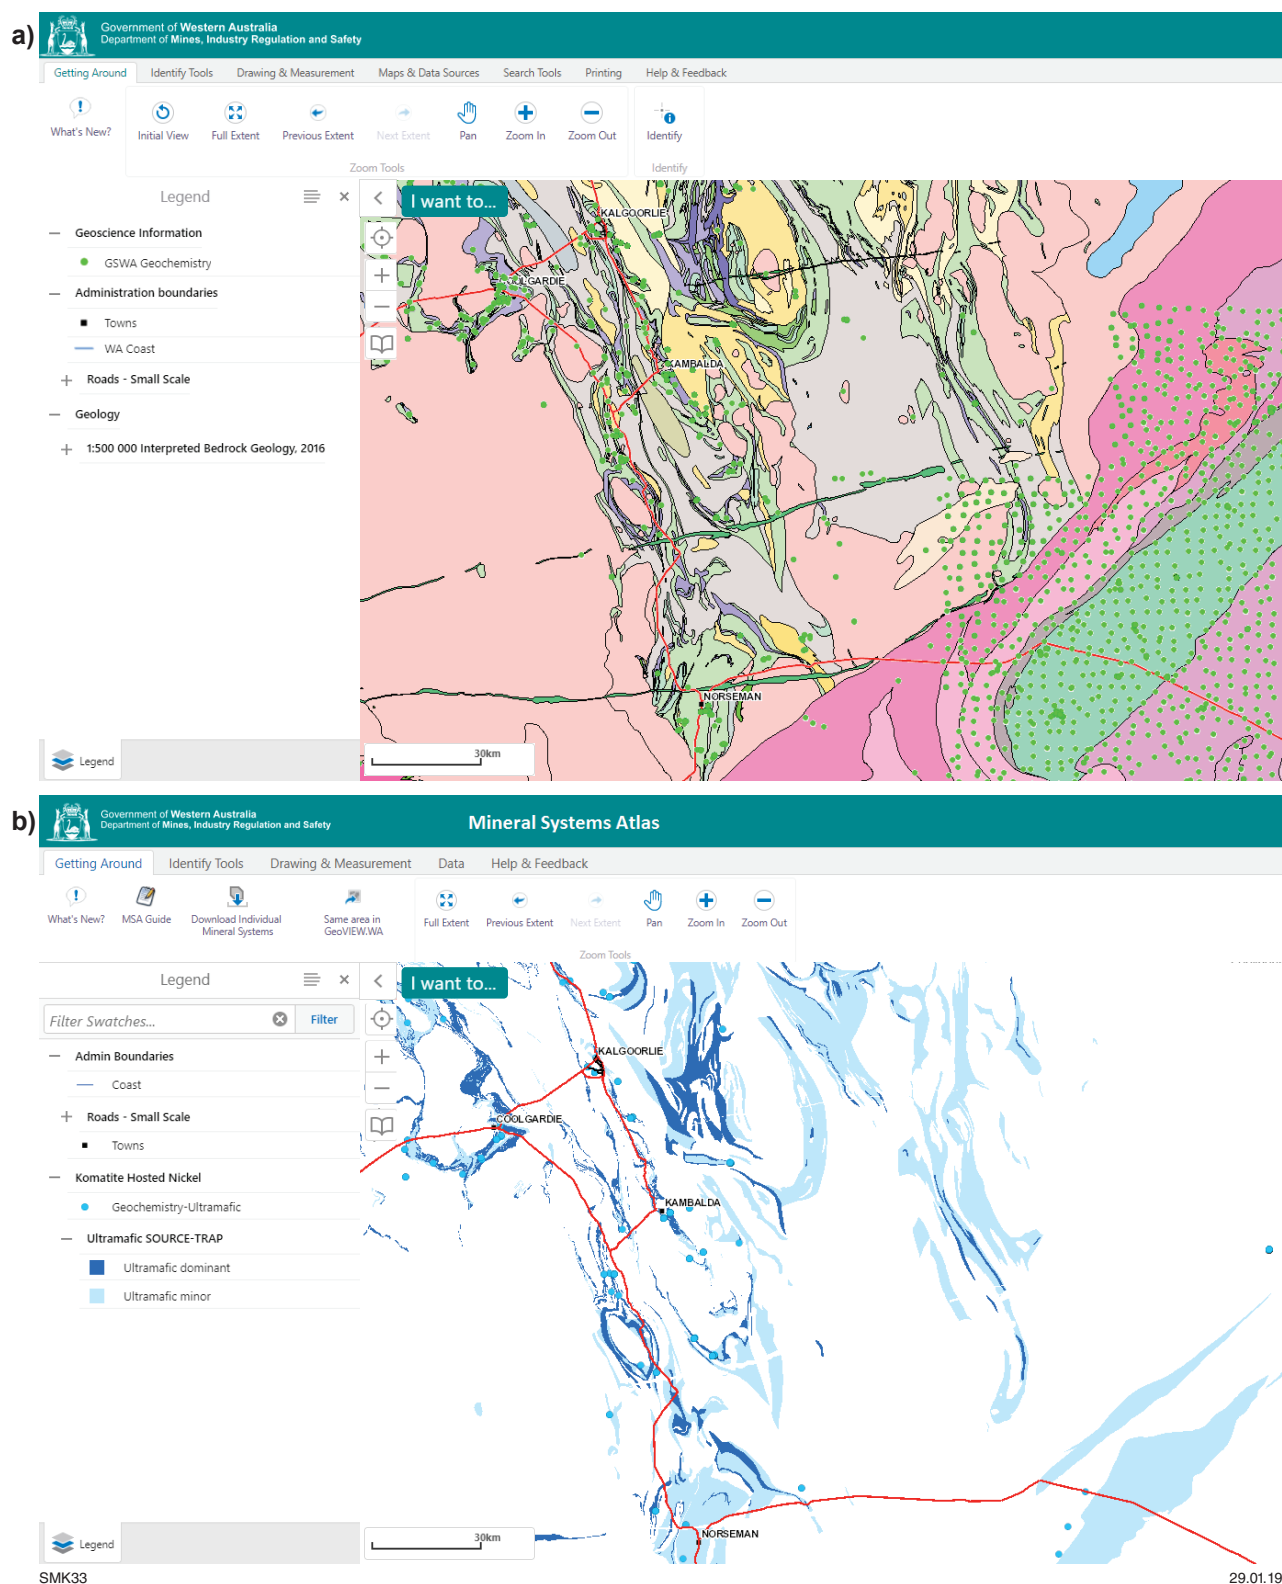 a)
Government of Western Australia
Department of Mines, Industry Regulation and Safety
Getting Around Identify Tools Drawing & Measurement Maps & Data Sources Search Tools Printing Help & Feedback
What's New? Initial View Full Extent Previous Extent Next Extent Pan Zoom In Zoom Out Identify
Zoom Tools Identify
Legend
I want to...
Geoscience Information
GSWA Geochemistry
Administration boundaries
Towns
WA Coast
Roads - Small Scale
Geology
1:500 000 Interpreted Bedrock Geology, 2016
KALGOORLIE
COOLGARDIE
KAMBALDA
NORSEMAN
30km
Legend
b)
Government of Western Australia
Department of Mines, Industry Regulation and Safety
Mineral Systems Atlas
Getting Around Identify Tools Drawing & Measurement Data Help & Feedback
What's New? MSA Guide Download Individual Mineral Systems Same area in GeoVIEW.WA Full Extent Previous Extent Next Extent Pan Zoom In Zoom Out
Zoom Tools
Legend
I want to...
Filter Swatches...
Filter
Admin Boundaries
Coast
Roads - Small Scale
Towns
Komatite Hosted Nickel
Geochemistry-Ultramafic
Ultramafic SOURCE-TRAP
Ultramafic dominant
Ultramafic minor
KALGOORLIE
COOLGARDIE
KAMBALDA
NORSEMAN
30km
Legend
SMK33
29.01.19